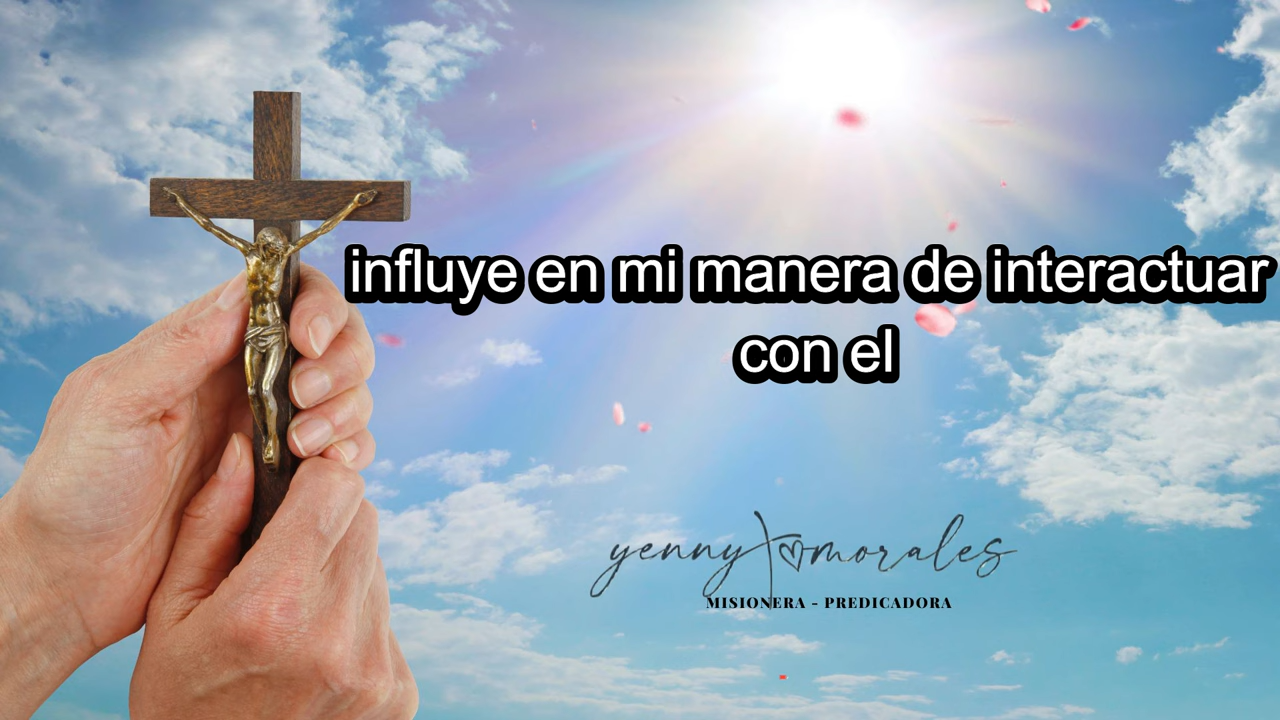 influye en mi manera de interactuar
con el
yenny morales
MISIONERA - PREDICADORA